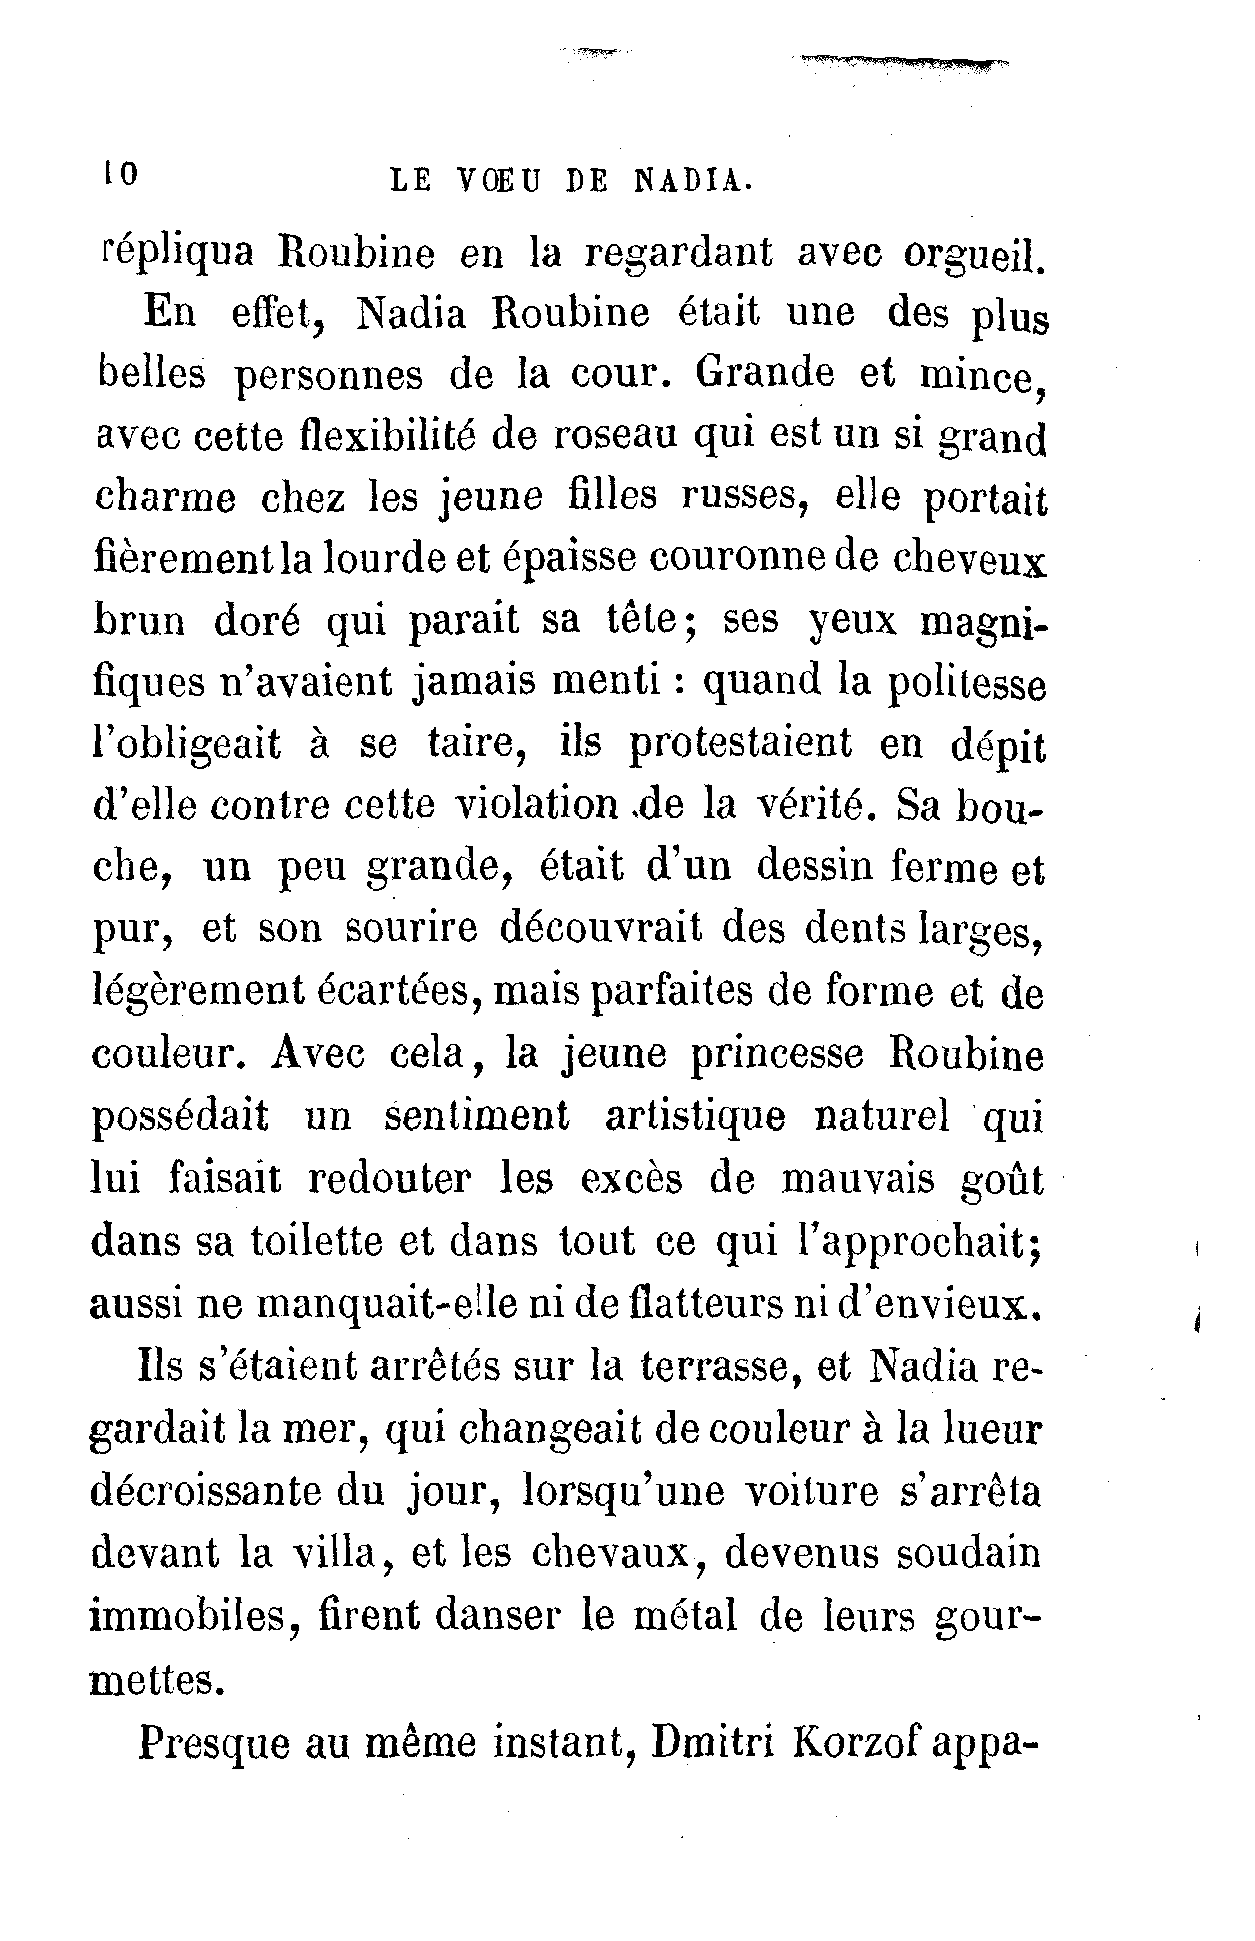 10 LE VŒU DE NADIA.
répliqua Roubine en la regardant avec orgueil.
En effet, Nadia Roubine était une des plus
belles personnes de la cour. Grande et mince,
avec cette flexibilité de roseau qui est un si grand
charme chez les jeune filles russes, elle portait
fièrement la lourde et épaisse couronne de cheveux
brun doré qui parait sa tête; ses yeux magni-
fiques n'avaient jamais menti : quand la politesse
l'obligeait à se taire, ils protestaient en dépit
d'elle contre cette violation de la vérité. Sa bou-
che, un peu grande, était d'un dessin ferme et
pur, et son sourire découvrait des dents larges,
légèrement écartées, mais parfaites de forme et de
couleur. Avec cela, la jeune princesse Roubine
possédait un sentiment artistique naturel qui
lui faisait redouter les excès de mauvais goût
dans sa toilette et dans tout ce qui l'approchait;
aussi ne manquait-elle ni de flatteurs ni d'envieux.
Ils s'étaient arrêtés sur la terrasse, et Nadia re-
gardait la mer, qui changeait de couleur à la lueur
décroissante du jour, lorsqu'une voiture s'arrêta
devant la villa, et les chevaux, devenus soudain
immobiles, firent danser le métal de leurs gour-
mettes.
Presque au même instant, Dmitri Korzof appa-